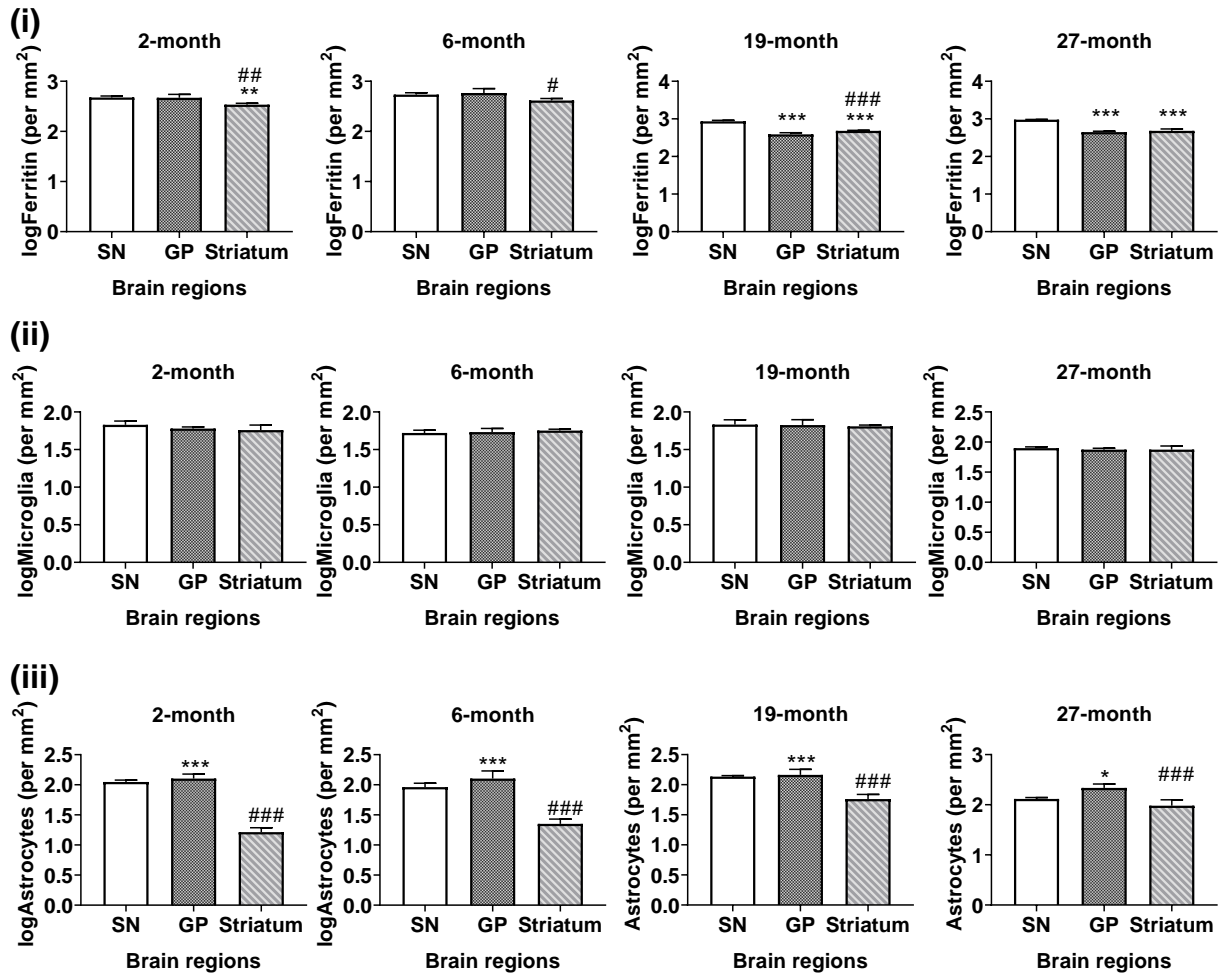 (i)
2-month
logFerritin (per mm²)
3
2
1
0
##
**
SN GP Striatum
Brain regions
6-month
logFerritin (per mm²)
3
2
1
0
#
SN GP Striatum
Brain regions
19-month
logFerritin (per mm²)
4
3
2
1
0
***
###
***
SN GP Striatum
Brain regions
27-month
logFerritin (per mm²)
4
3
2
1
0
*** ***
SN GP Striatum
Brain regions
(ii)
2-month
logMicroglia (per mm²)
2.0
1.5
1.0
0.5
0.0
SN GP Striatum
Brain regions
6-month
logMicroglia (per mm²)
2.0
1.5
1.0
0.5
0.0
SN GP Striatum
Brain regions
19-month
logMicroglia (per mm²)
2.0
1.5
1.0
0.5
0.0
SN GP Striatum
Brain regions
27-month
logMicroglia (per mm²)
2.5
2.0
1.5
1.0
0.5
0.0
SN GP Striatum
Brain regions
(iii)
2-month
logAstrocytes (per mm²)
2.5
2.0
1.5
1.0
0.5
0.0
***
###
SN GP Striatum
Brain regions
6-month
logAstrocytes (per mm²)
2.5
2.0
1.5
1.0
0.5
0.0
***
###
SN GP Striatum
Brain regions
19-month
Astrocytes (per mm²)
2.5
2.0
1.5
1.0
0.5
0.0
***
###
SN GP Striatum
Brain regions
27-month
Astrocytes (per mm²)
3
2
1
0
*
###
SN GP Striatum
Brain regions